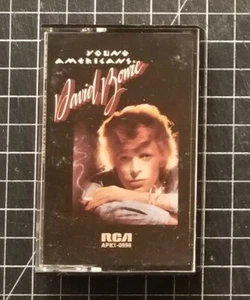 YOUNG
AMERICANS
David Bowie
RCA
APK1-0998